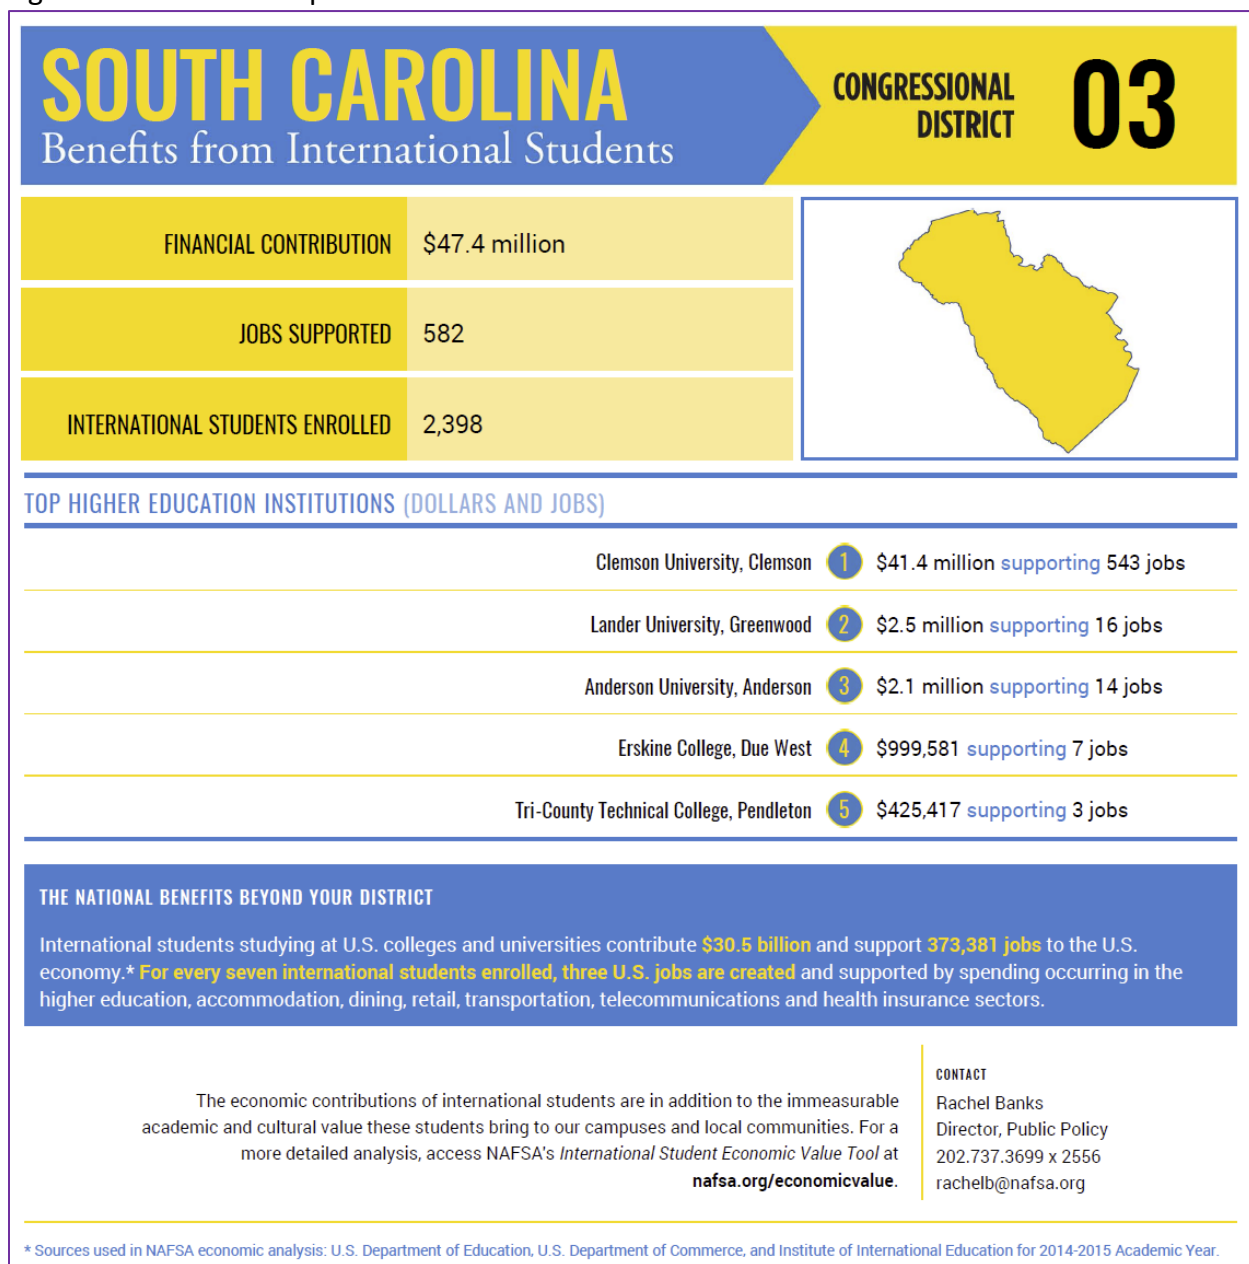 SOUTH CAROLINA
Benefits from International Students
CONGRESSIONAL
DISTRICT
03
FINANCIAL CONTRIBUTION $47.4 million
JOBS SUPPORTED 582
INTERNATIONAL STUDENTS ENROLLED 2,398
TOP HIGHER EDUCATION INSTITUTIONS (DOLLARS AND JOBS)
Clemson University, Clemson 1 $41.4 million supporting 543 jobs
Lander University, Greenwood 2 $2.5 million supporting 16 jobs
Anderson University, Anderson 3 $2.1 million supporting 14 jobs
Erskine College, Due West 4 $999,581 supporting 7 jobs
Tri-County Technical College, Pendleton 5 $425,417 supporting 3 jobs
THE NATIONAL BENEFITS BEYOND YOUR DISTRICT
International students studying at U.S. colleges and universities contribute $30.5 billion and support 373,381 jobs to the U.S.
economy.* For every seven international students enrolled, three U.S. jobs are created and supported by spending occurring in the
higher education, accommodation, dining, retail, transportation, telecommunications and health insurance sectors.
The economic contributions of international students are in addition to the immeasurable
academic and cultural value these students bring to our campuses and local communities. For a
more detailed analysis, access NAFSA's International Student Economic Value Tool at
nafsa.org/economicvalue.
CONTACT
Rachel Banks
Director, Public Policy
202.737.3699 x 2556
rachelb@nafsa.org
* Sources used in NAFSA economic analysis: U.S. Department of Education, U.S. Department of Commerce, and Institute of International Education for 2014-2015 Academic Year.